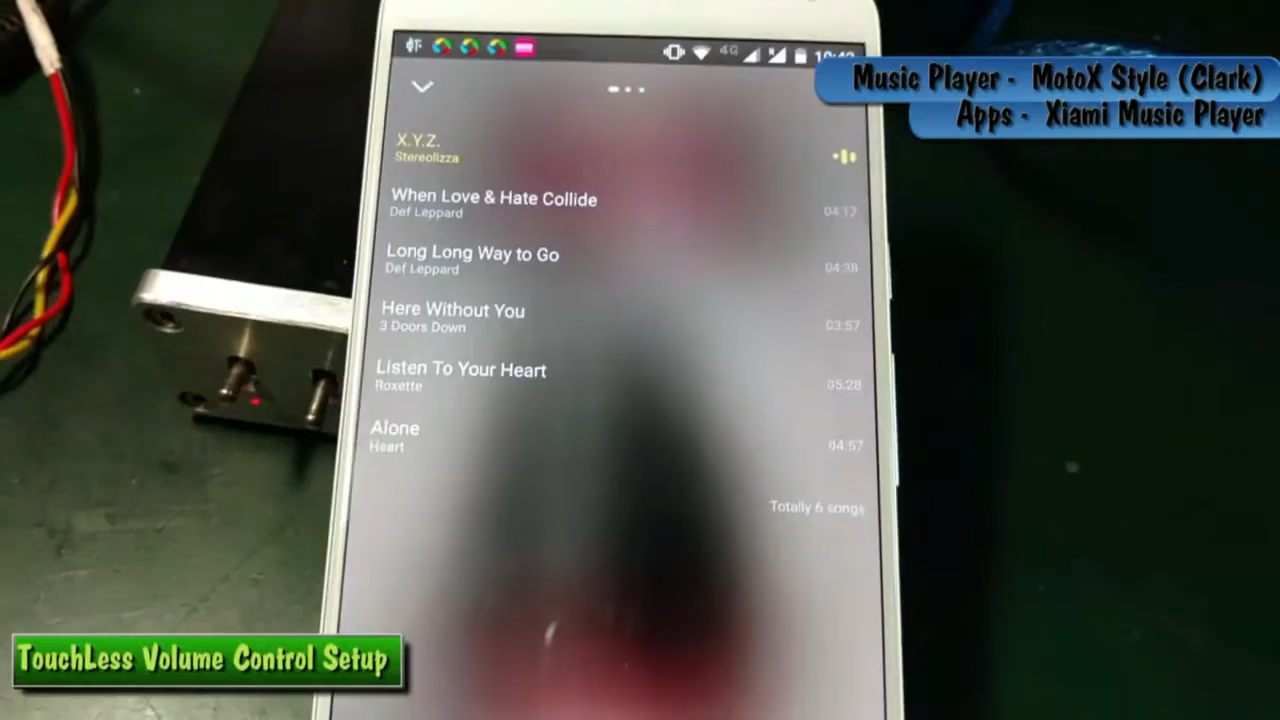 4G
Music Player - MotoX Style (Clark)
Apps - Xiami Music Player
X.Y.Z.
Stereolizza
When Love & Hate Collide
Def Leppard
04:17
Long Long Way to Go
Def Leppard
04:38
Here Without You
3 Doors Down
03:57
Listen To Your Heart
Roxette
05:28
Alone
Heart
04:57
Totally 6 songs
TouchLess Volume Control Setup